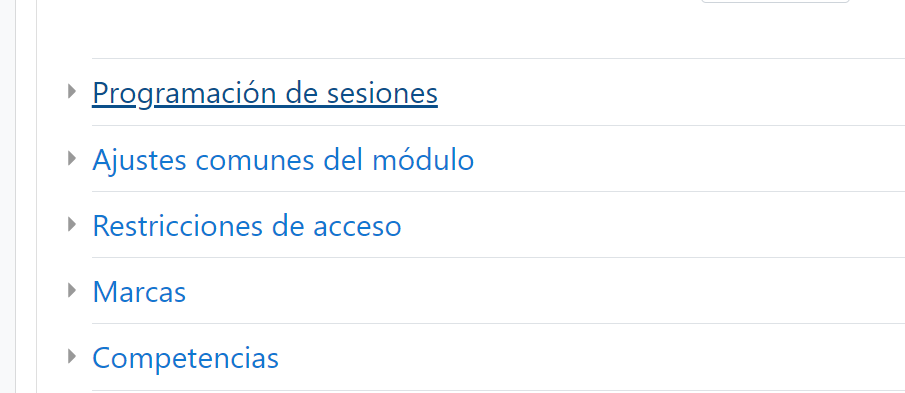 Programación de sesiones
Ajustes comunes del módulo
Restricciones de acceso
Marcas
Competencias